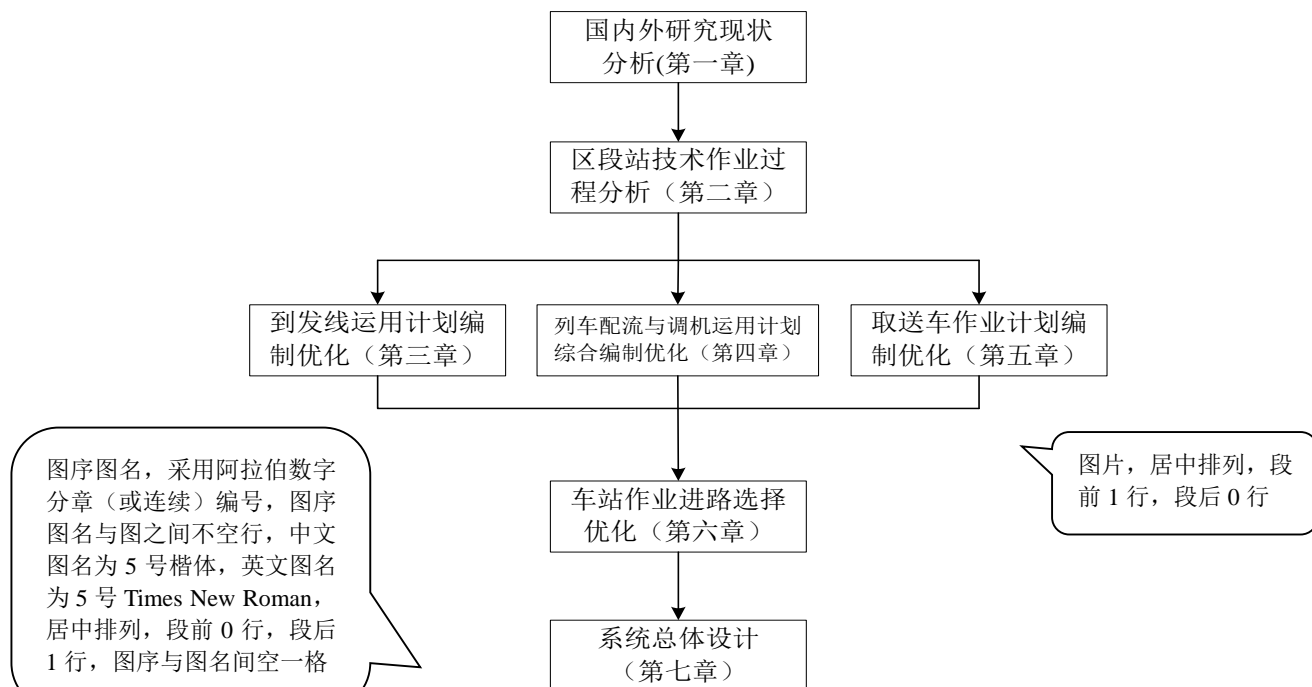 国内外研究现状
分析(第一章)
区段站技术作业过
程分析（第二章）
到发线运用计划编
制优化（第三章）
列车配流与调机运用计划
综合编制优化（第四章）
取送车作业计划编
制优化（第五章）
图序图名，采用阿拉伯数字
分章（或连续）编号，图序
图名与图之间不空行，中文
图名为 5 号楷体，英文图名
为 5 号 Times New Roman，
居中排列，段前 0 行，段后
1 行，图序与图名间空一格
图片，居中排列，段
前 1 行，段后 0 行
车站作业进路选择
优化（第六章）
系统总体设计
（第七章）